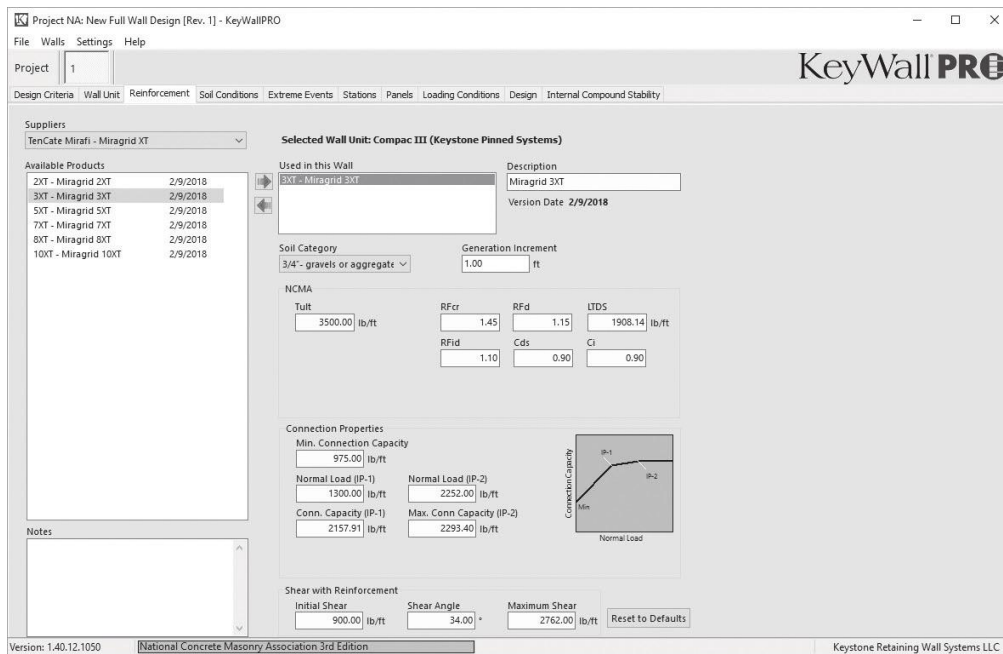 Project NA: New Full Wall Design [Rev. 1] - KeyWallPRO
File Walls Settings Help
Project 1
KeyWall PRO
Design Criteria Wall Unit Reinforcement Soil Conditions Extreme Events Stations Panels Loading Conditions Design Internal Compound Stability
Suppliers
TenCate Mirafi - Miragrid XT
Selected Wall Unit: Compac III (Keystone Pinned Systems)
Available Products
2XT - Miragrid 2XT 2/9/2018
3XT - Miragrid 3XT 2/9/2018
5XT - Miragrid 5XT 2/9/2018
7XT - Miragrid 7XT 2/9/2018
8XT - Miragrid 8XT 2/9/2018
10XT - Miragrid 10XT 2/9/2018
Used in this Wall
3XT - Miragrid 3XT
Description
Miragrid 3XT
Version Date 2/9/2018
Soil Category
3/4"- gravels or aggregate
Generation Increment
1.00 ft
NCMA
Tult
3500.00 lb/ft
RFcr RFd LTDS
1.45 1.15 1908.14 lb/ft
RFid Cds Ci
1.10 0.90 0.90
Connection Properties
Min. Connection Capacity
975.00 lb/ft
Normal Load (IP-1) Normal Load (IP-2)
1300.00 lb/ft 2252.00 lb/ft
Conn. Capacity (IP-1) Max. Conn Capacity (IP-2)
2157.91 lb/ft 2293.40 lb/ft
Connection Capacity
IP-1
IP-2
Min
Normal Load
Notes
Shear with Reinforcement
Initial Shear Shear Angle Maximum Shear
900.00 lb/ft 34.00 ° 2762.00 lb/ft Reset to Defaults
Version: 1.40.12.1050 National Concrete Masonry Association 3rd Edition Keystone Retaining Wall Systems LLC